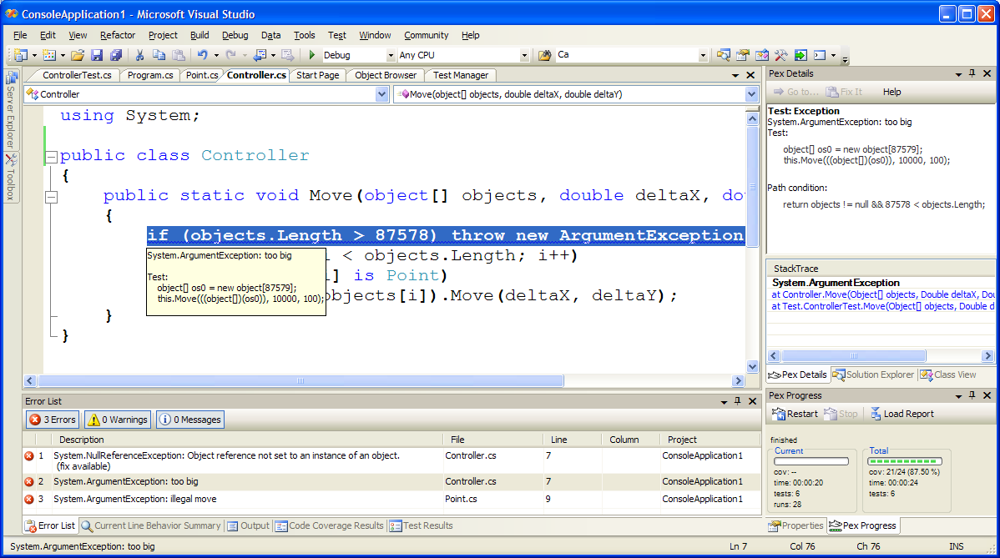 ConsoleApplication1 - Microsoft Visual Studio
File Edit View Refactor Project Build Debug Data Tools Test Window Community Help
Debug Any CPU Ca
Server Explorer
Toolbox
ControllerTest.cs Program.cs Point.cs Controller.cs Start Page Object Browser Test Manager
Controller Move(object[] objects, double deltaX, double deltaY)
using System;
public class Controller
{
public static void Move(object[] objects, double deltaX, dou
{
if (objects.Length > 87578) throw new ArgumentException
< objects.Length; i++)
] is Point)
objects[i]).Move(deltaX, deltaY);
}
}
System.ArgumentException: too big
Test:
object[] os0 = new object[87579];
this.Move(((object[])(os0)), 10000, 100);
Pex Details
Go to... Fix It Help
Test: Exception
System.ArgumentException: too big
Test:
object[] os0 = new object[87579];
this.Move(((object[])(os0)), 10000, 100);
Path condition:
return objects != null && 87578 < objects.Length;
StackTrace
System.ArgumentException
at Controller.Move(Object[] objects, Double deltaX, Dou
at Test.ControllerTest.Move(Object[] objects, Double d
Pex Details Solution Explorer Class View
Error List
3 Errors 0 Warnings 0 Messages
Description File Line Column Project
1 System.NullReferenceException: Object reference not set to an instance of an object. Controller.cs 7 ConsoleApplication1
(fix available)
2 System.ArgumentException: too big Controller.cs 7 ConsoleApplication1
3 System.ArgumentException: illegal move Point.cs 9 ConsoleApplication1
Error List Current Line Behavior Summary Output Code Coverage Results Test Results
Pex Progress
Restart Stop Load Report
finished
Current Total
cov: -- cov: 21/24 (87.50 %)
time: 00:00:20 time: 00:00:24
tests: 6 tests: 6
runs: 28
Properties Pex Progress
System.ArgumentException: too big Ln 7 Col 76 Ch 76 INS